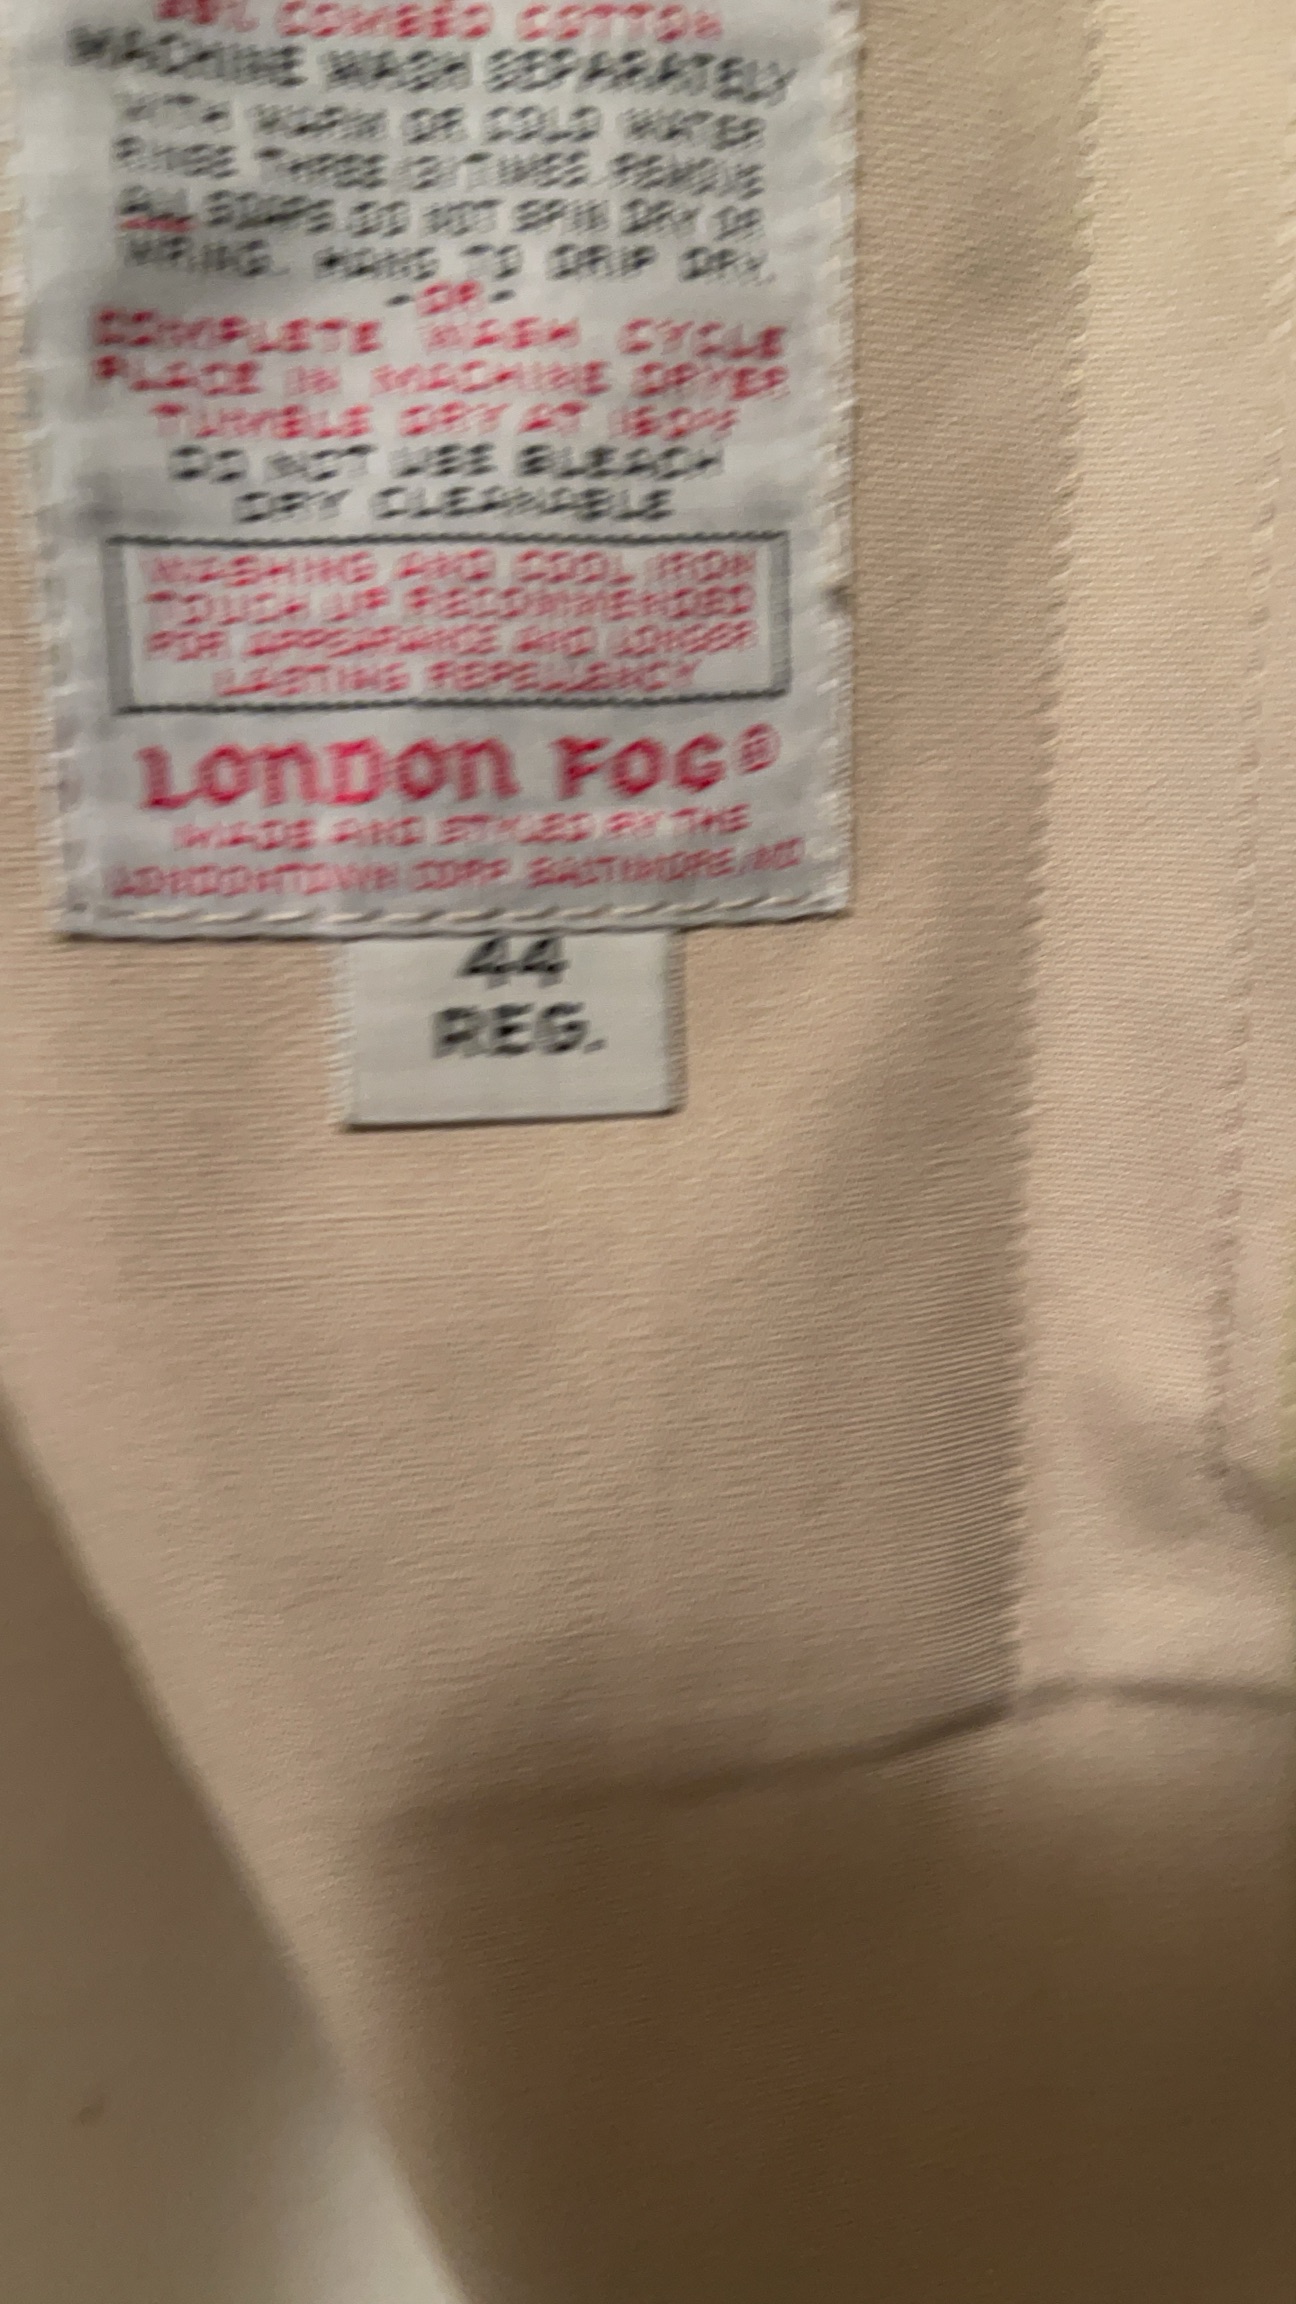 COMBED COTTON
MACHINE WASH SEPARATELY
WITH WARM OR COLD WATER
RINSE THREE (3) TIMES. REMOVE
ALL SOAPS. DO NOT SPIN DRY OR
WRING. HANG TO DRIP DRY.
-OR-
COMPLETE WASH CYCLE
PLACE IN MACHINE DRYER
TUMBLE DRY AT 160°F
DO NOT USE BLEACH
DRY CLEANABLE
WASHING AND COOL IRON
TOUCH UP RECOMMENDED
FOR APPEARANCE AND LONGER
LASTING REPELLENCY
LONDON FOG®
MADE AND STYLED BY THE
LONDONTOWN CORP. BALTIMORE, MD
44
REG.